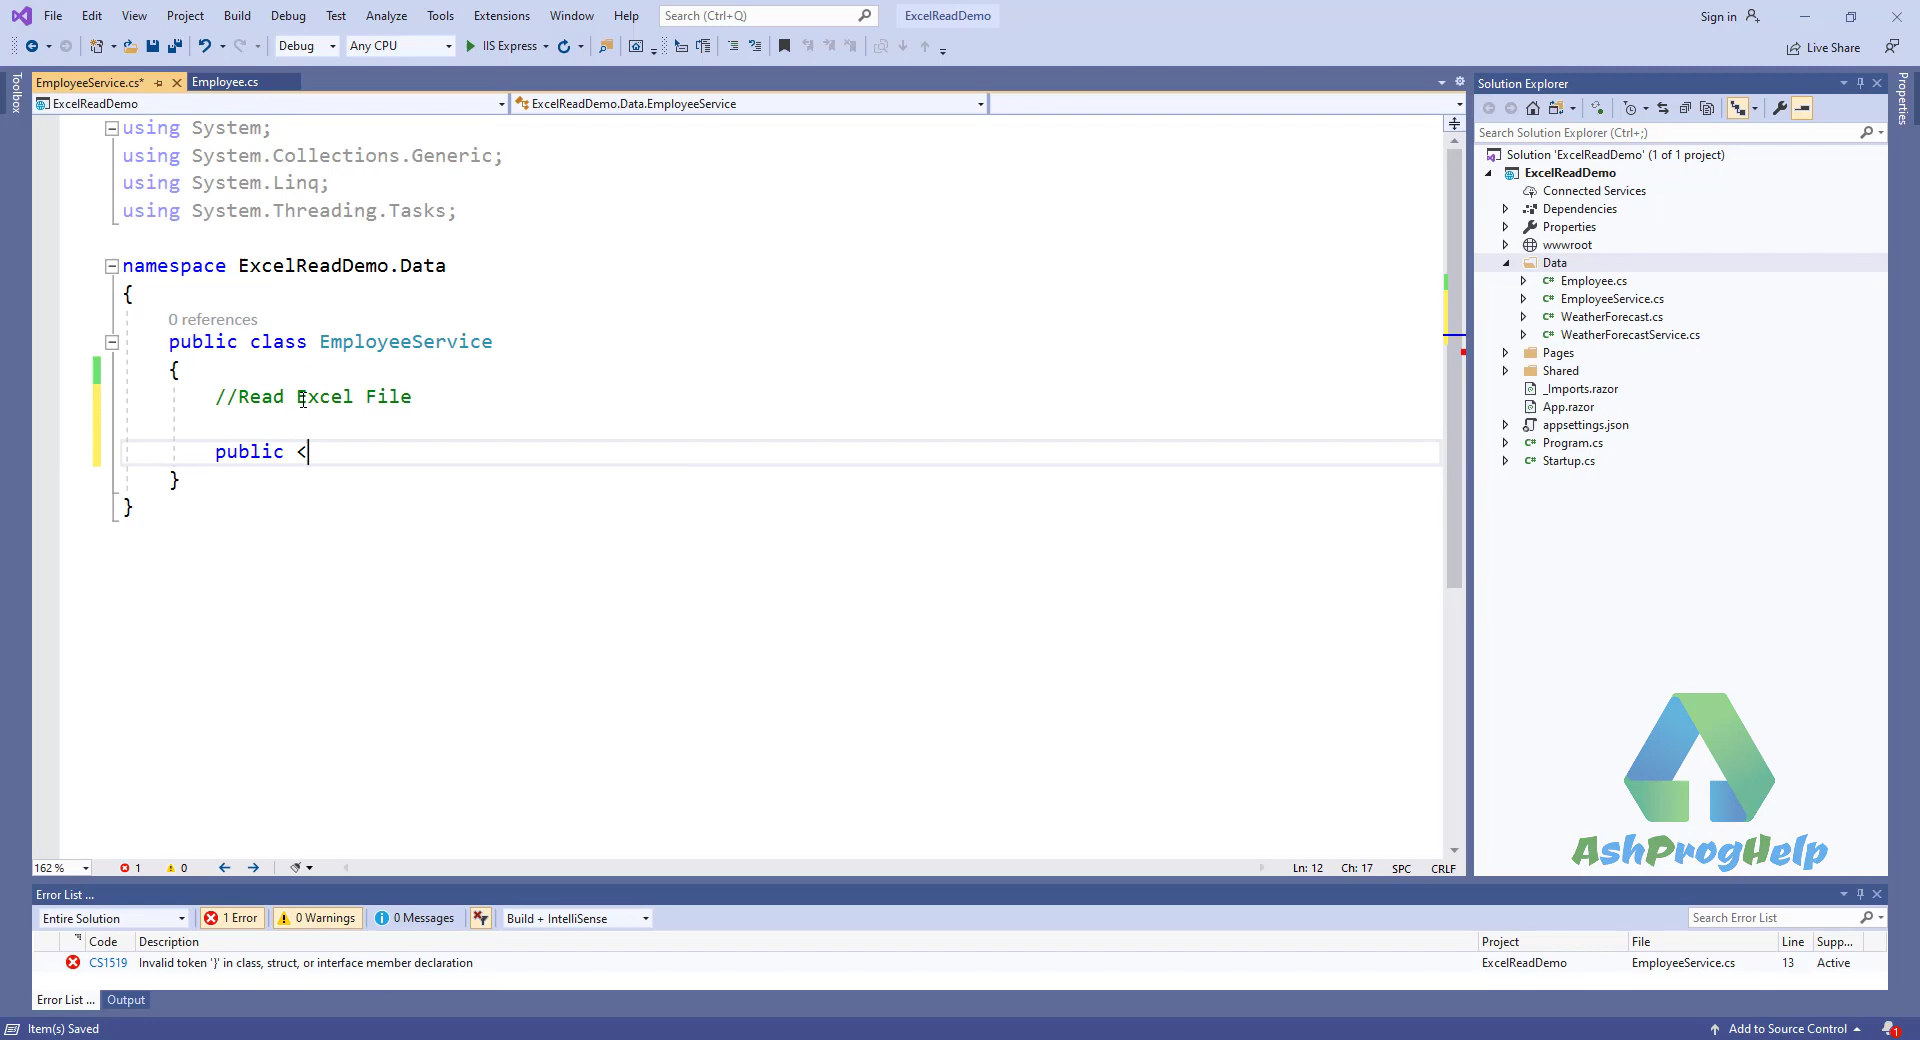 File Edit View Project Build Debug Test Analyze Tools Extensions Window Help Search (Ctrl+Q) ExcelReadDemo Sign in
Debug Any CPU IIS Express Live Share
Toolbox
EmployeeService.cs* Employee.cs
ExcelReadDemo ExcelReadDemo.Data.EmployeeService
using System;
using System.Collections.Generic;
using System.Linq;
using System.Threading.Tasks;
namespace ExcelReadDemo.Data
{
0 references
public class EmployeeService
{
//Read Excel File
public <
}
}
162 % 1 0 Ln: 12 Ch: 17 SPC CRLF
Solution Explorer
Search Solution Explorer (Ctrl+;)
Solution 'ExcelReadDemo' (1 of 1 project)
ExcelReadDemo
Connected Services
Dependencies
Properties
wwwroot
Data
C# Employee.cs
C# EmployeeService.cs
C# WeatherForecast.cs
C# WeatherForecastService.cs
Pages
Shared
_Imports.razor
App.razor
appsettings.json
C# Program.cs
C# Startup.cs
Properties
AshProgHelp
Error List ...
Entire Solution 1 Error 0 Warnings 0 Messages Build + IntelliSense Search Error List
Code Description Project File Line Supp...
CS1519 Invalid token '}' in class, struct, or interface member declaration ExcelReadDemo EmployeeService.cs 13 Active
Error List ... Output
Item(s) Saved Add to Source Control 1